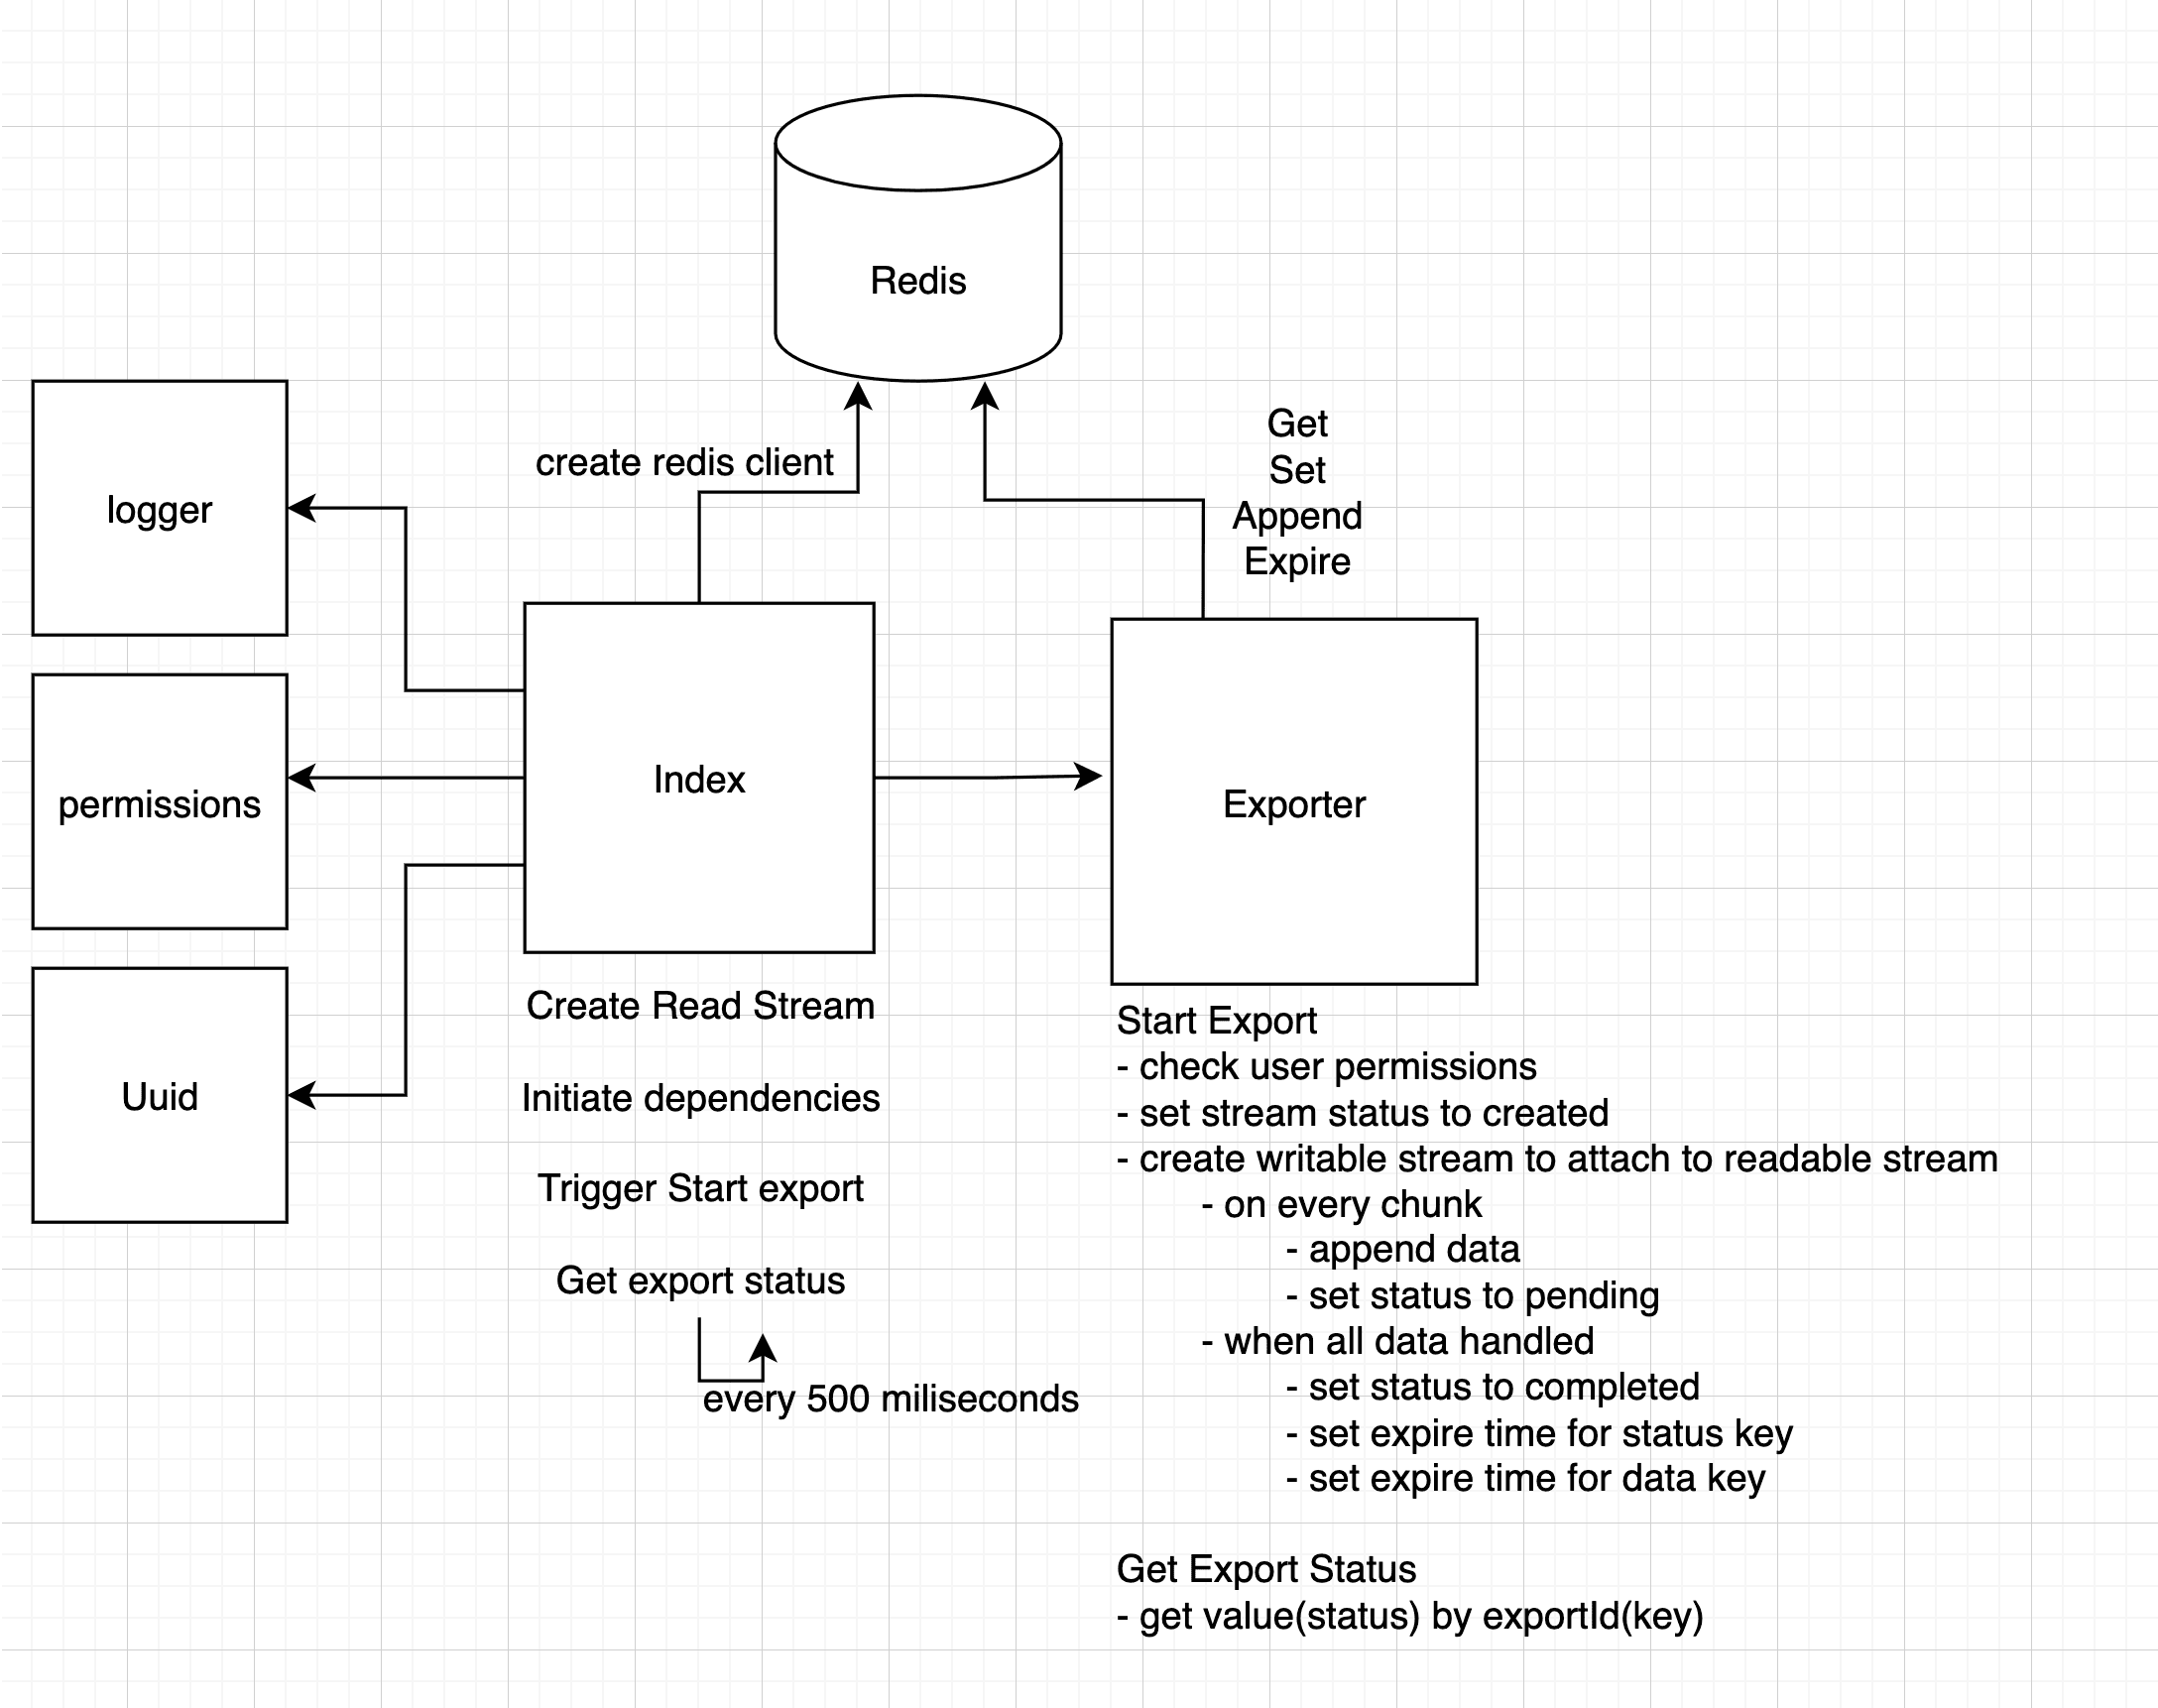 Redis
create redis client
Get
Set
Append
Expire
logger
permissions
Uuid
Index
Exporter
Create Read Stream
Initiate dependencies
Trigger Start export
Get export status
every 500 miliseconds
Start Export
- check user permissions
- set stream status to created
- create writable stream to attach to readable stream
- on every chunk
- append data
- set status to pending
- when all data handled
- set status to completed
- set expire time for status key
- set expire time for data key
Get Export Status
- get value(status) by exportId(key)